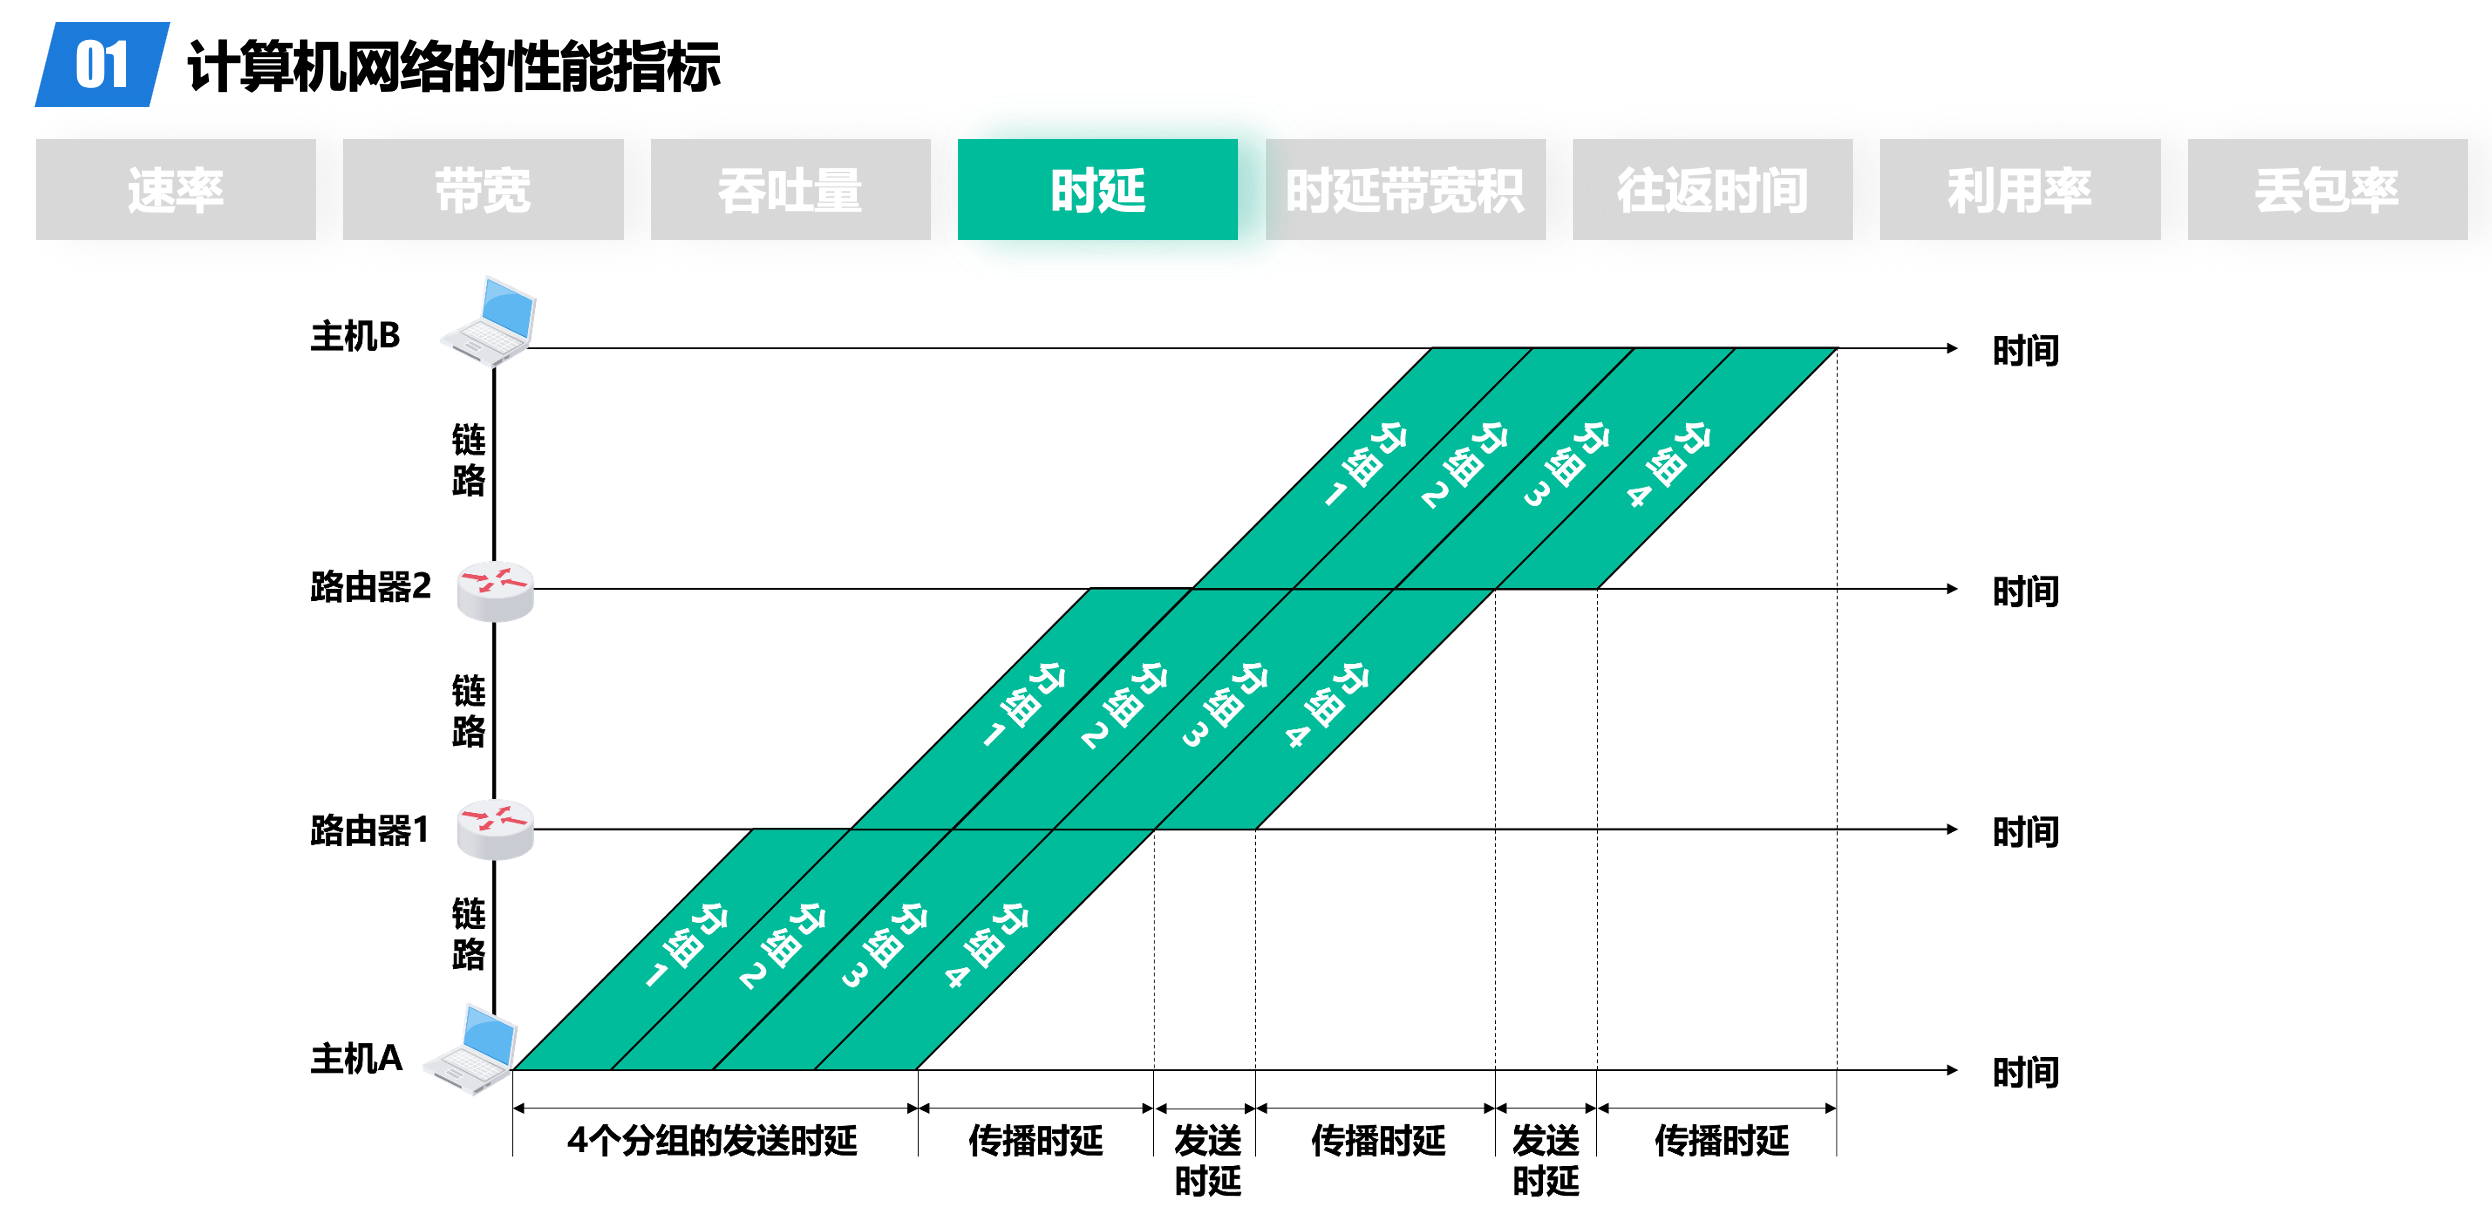 01 计算机网络的性能指标
速率 带宽 吞吐量 时延 时延带宽积 往返时间 利用率 丢包率
主机B
时间
链路
分组1 分组2 分组3 分组4
路由器2
时间
链路
分组1 分组2 分组3 分组4
路由器1
时间
链路
分组1 分组2 分组3 分组4
主机A
时间
4个分组的发送时延 传播时延 发送时延 传播时延 发送时延 传播时延